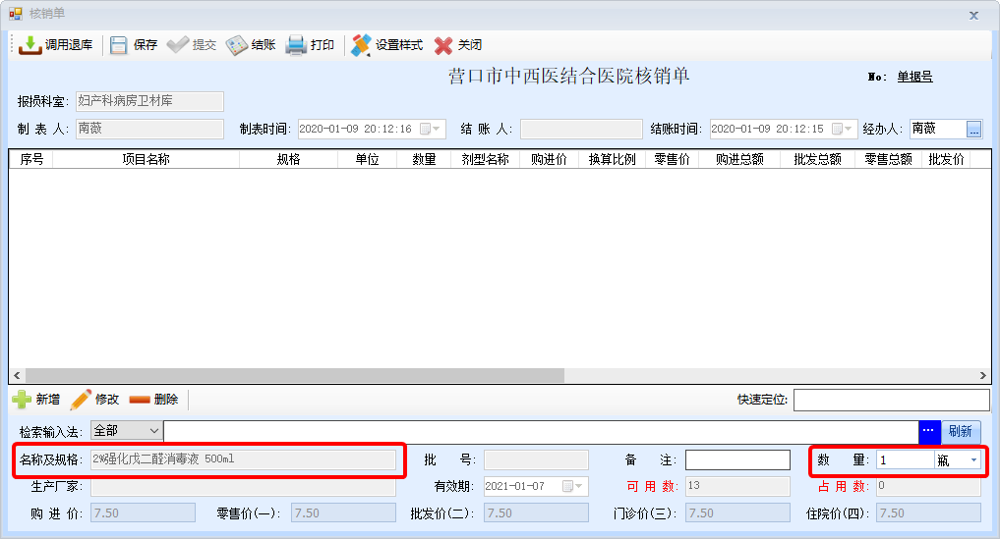 核销单
调用退库 保存 提交 结账 打印 设置样式 关闭
营口市中西医结合医院核销单 No: 单据号
报损科室: 妇产科病房卫材库
制 表 人: 南薇 制表时间: 2020-01-09 20:12:16 结 账 人: 结账时间: 2020-01-09 20:12:15 经办人: 南薇 ...
序号 项目名称 规格 单位 数量 剂型名称 购进价 换算比例 零售价 购进总额 批发总额 零售总额 批发价
新增 修改 删除 快速定位:
检索输入法: 全部 ... 刷新
名称及规格: 2%强化戊二醛消毒液 500ml 批 号: 备 注: 数 量: 1 瓶
生产厂家: 有效期: 2021-01-07 可 用 数: 13 占 用 数: 0
购 进 价: 7.50 零售价(一): 7.50 批发价(二): 7.50 门诊价(三): 7.50 住院价(四): 7.50